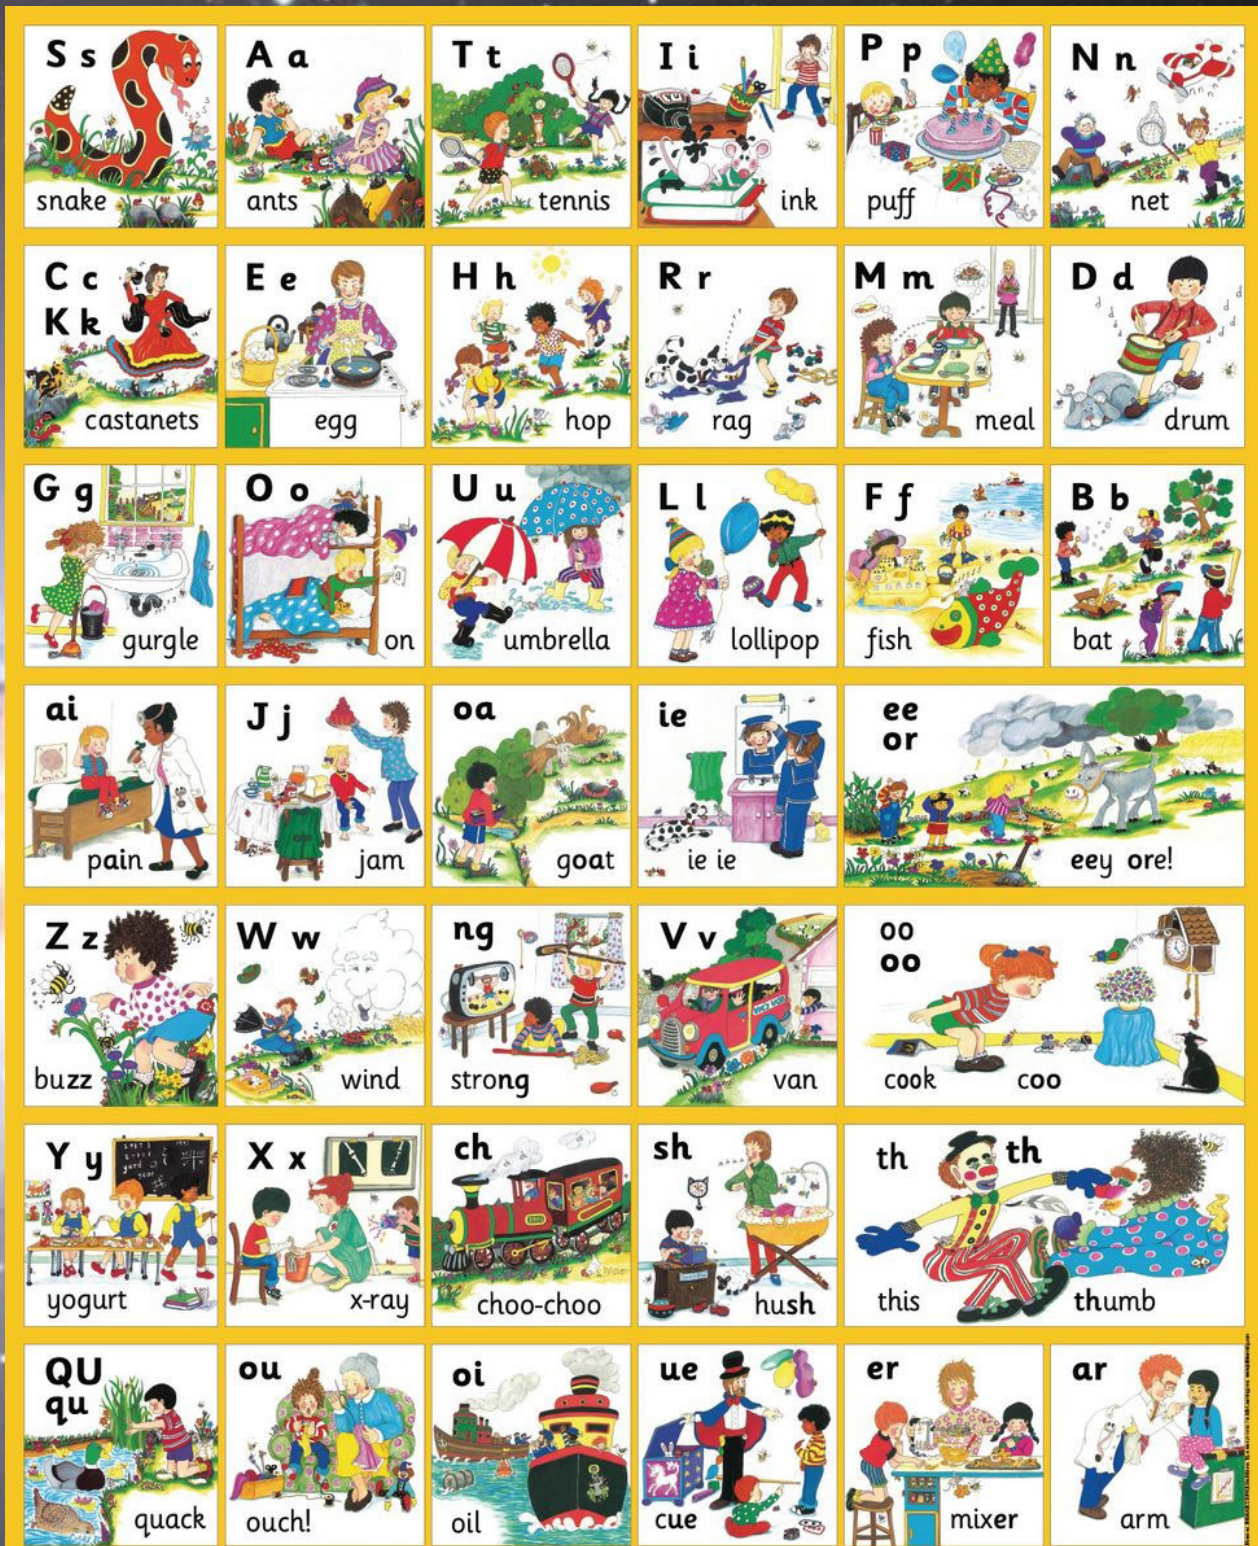 S s
snake
A a
ants
T t
tennis
I i
ink
P p
puff
N n
net
C c
K k
castanets
E e
egg
H h
hop
R r
rag
M m
meal
D d
drum
G g
gurgle
O o
on
U u
umbrella
L l
lollipop
F f
fish
B b
bat
ai
pain
J j
jam
oa
goat
ie
ie ie
ee
or
eey ore!
Z z
buzz
W w
wind
ng
strong
V v
van
oo
oo
cook coo
Y y
yogurt
X x
x-ray
ch
choo-choo
sh
hush
th th
this thumb
QU
qu
quack
ou
ouch!
oi
oil
ue
cue
er
mixer
ar
arm